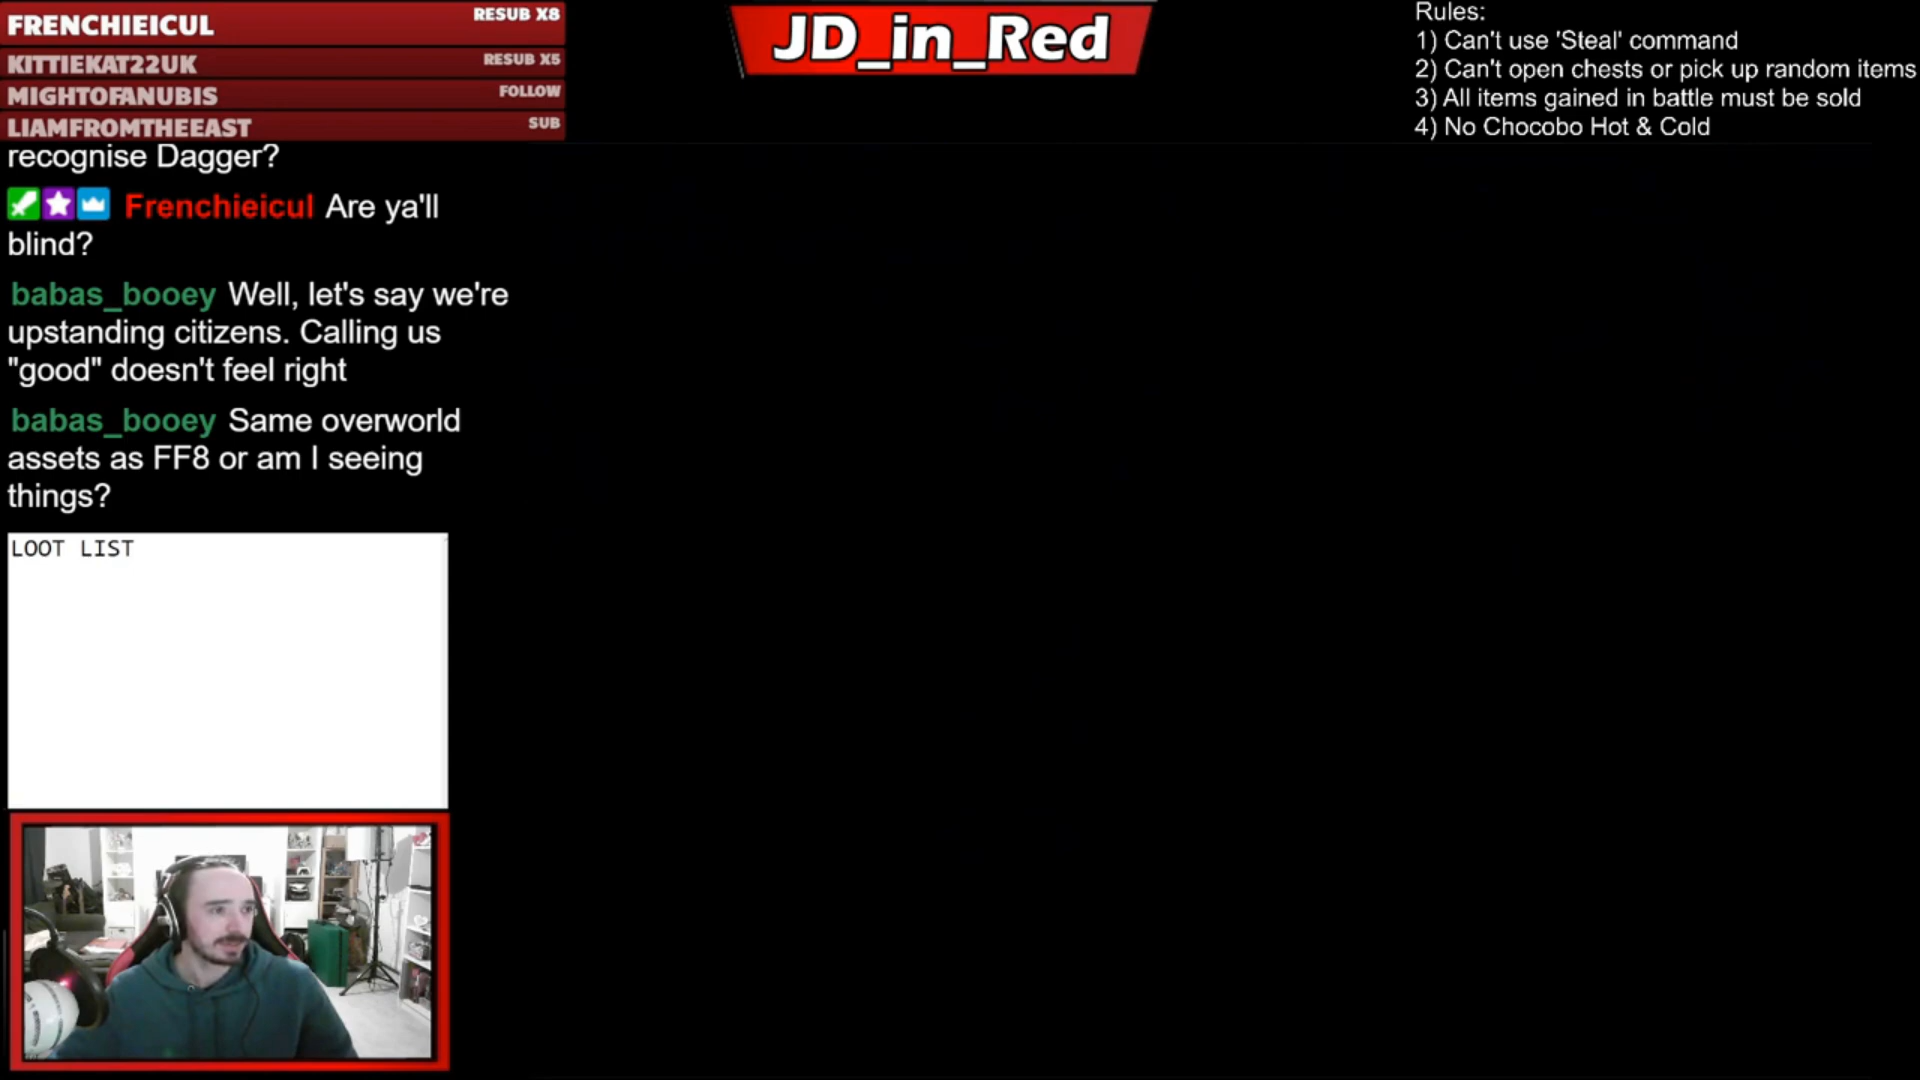 FRENCHIEICUL RESUB X8
KITTIEKAT22UK RESUB X5
MIGHTOFANUBIS FOLLOW
LIAMFROMTHEEAST SUB
recognise Dagger?
Frenchieicul Are ya'll
blind?
babas_booey Well, let's say we're
upstanding citizens. Calling us
"good" doesn't feel right
babas_booey Same overworld
assets as FF8 or am I seeing
things?
LOOT LIST
JD_in_Red
Rules:
1) Can't use 'Steal' command
2) Can't open chests or pick up random items
3) All items gained in battle must be sold
4) No Chocobo Hot & Cold